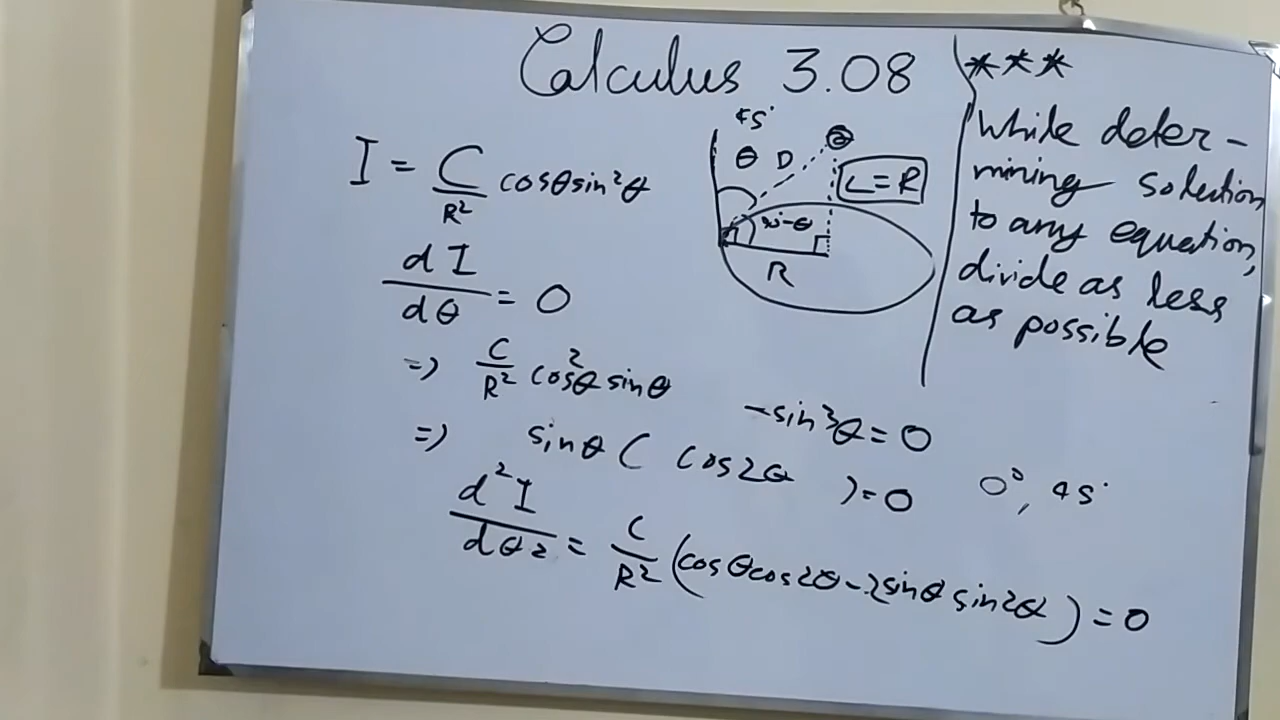 Calculus 3.08
I = C/R² cosθsin²θ
dI/dθ = 0
=> C/R² cos²θ sinθ
-sin³θ = 0
=> sinθ ( cos2θ ) = 0 0°, 45°
d²I/dθ² = C/R² (cosθcos2θ - 2sinθ sin2θ) = 0
45°
θ D
L = R
90° - θ
R
***
While deter-
mining solution
to any equation,
divide as less
as possible